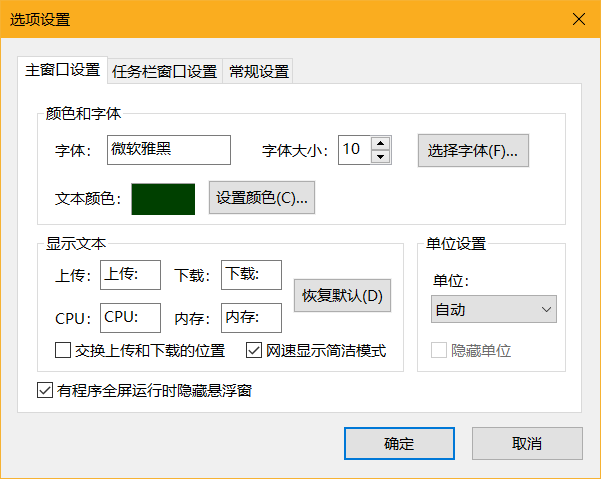 选项设置
主窗口设置 任务栏窗口设置 常规设置
颜色和字体
字体： 微软雅黑 字体大小： 10 选择字体(F)...
文本颜色： 设置颜色(C)...
显示文本 单位设置
上传： 上传: 下载： 下载: 恢复默认(D) 单位：
CPU： CPU: 内存： 内存: 自动
交换上传和下载的位置 网速显示简洁模式 隐藏单位
有程序全屏运行时隐藏悬浮窗
确定 取消